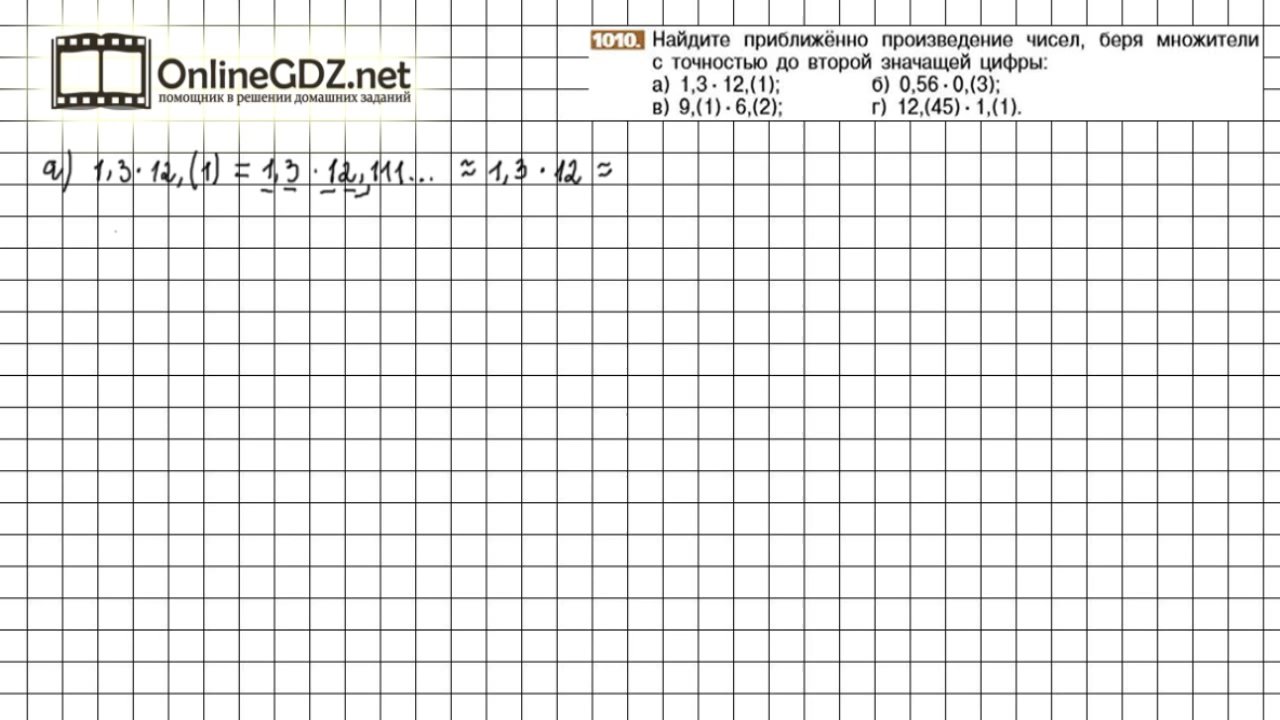 OnlineGDZ.net
помощник в решении домашних заданий
1010. Найдите приближённо произведение чисел, беря множители
с точностью до второй значащей цифры:
а) 1,3 · 12,(1); б) 0,56 · 0,(3);
в) 9,(1) · 6,(2); г) 12,(45) · 1,(1).
а) 1,3 · 12,(1) = 1,3 · 12,111... ≈ 1,3 · 12 ≈